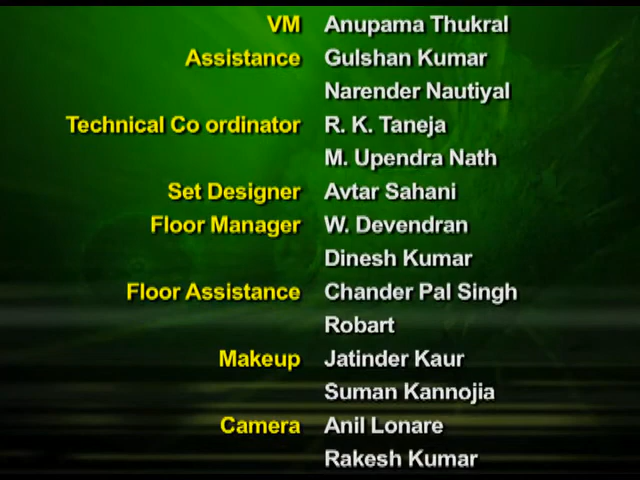 VM Anupama Thukral
Assistance Gulshan Kumar
Narender Nautiyal
Technical Co ordinator R. K. Taneja
M. Upendra Nath
Set Designer Avtar Sahani
Floor Manager W. Devendran
Dinesh Kumar
Floor Assistance Chander Pal Singh
Robart
Makeup Jatinder Kaur
Suman Kannojia
Camera Anil Lonare
Rakesh Kumar